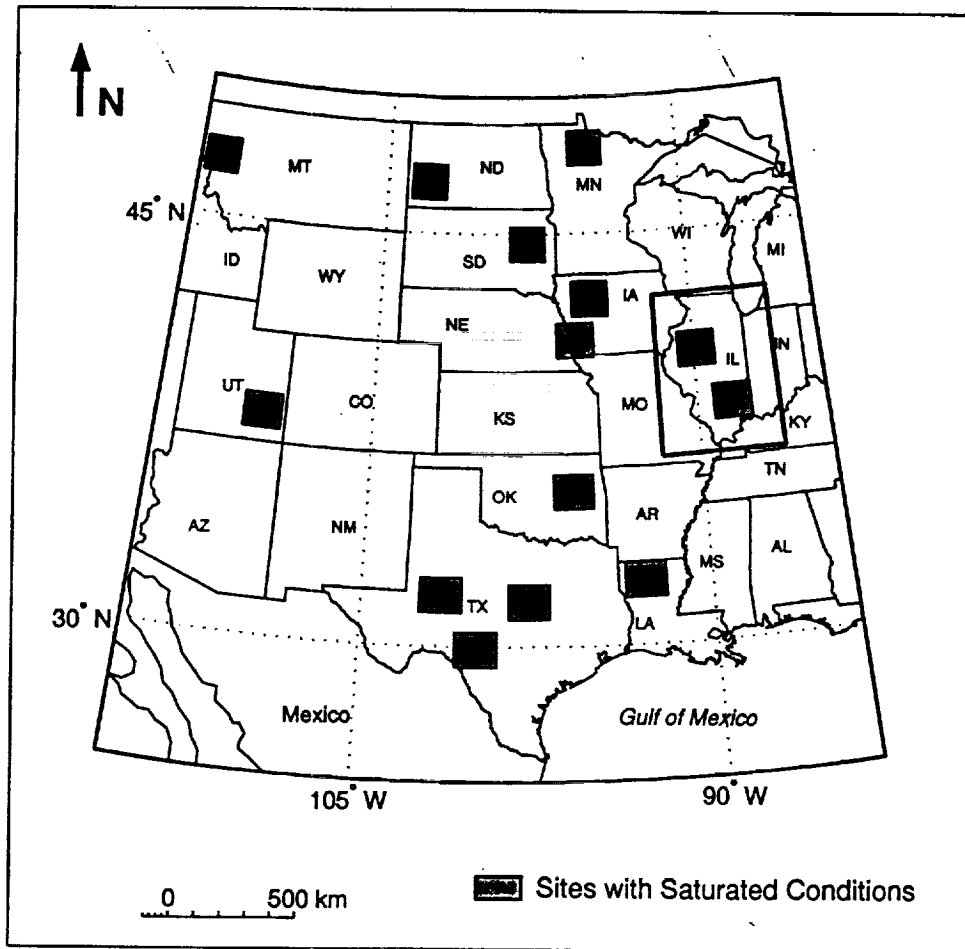 N
MT
ND
MN
45° N
WI
MI
ID
SD
WY
IA
NE
IL
IN
UT
CO
KS
MO
KY
TN
OK
AZ
NM
AR
MS
AL
TX
LA
30° N
Mexico
Gulf of Mexico
105° W
90° W
0 500 km
Sites with Saturated Conditions